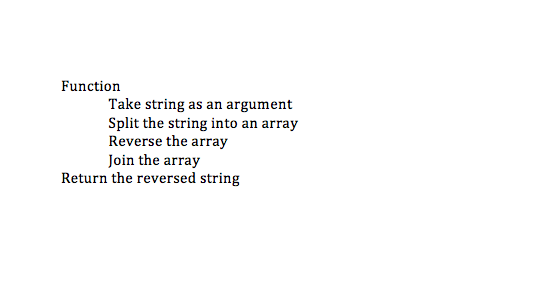 Function
Take string as an argument
Split the string into an array
Reverse the array
Join the array
Return the reversed string